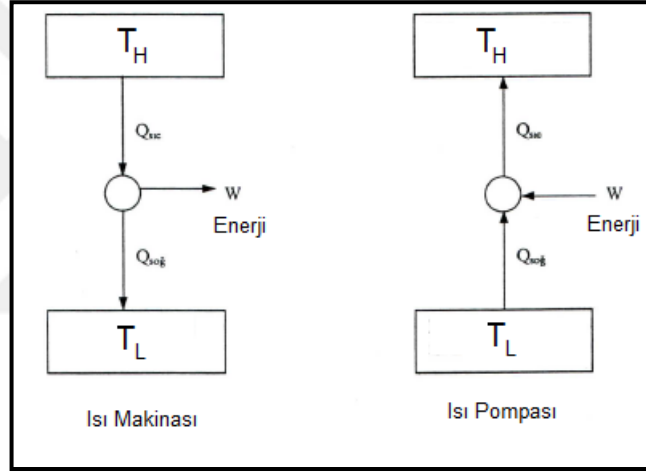 T_H
Q_sıc
W
Enerji
Q_soğ
T_L
Isı Makinası
T_H
Q_sıc
W
Enerji
Q_soğ
T_L
Isı Pompası